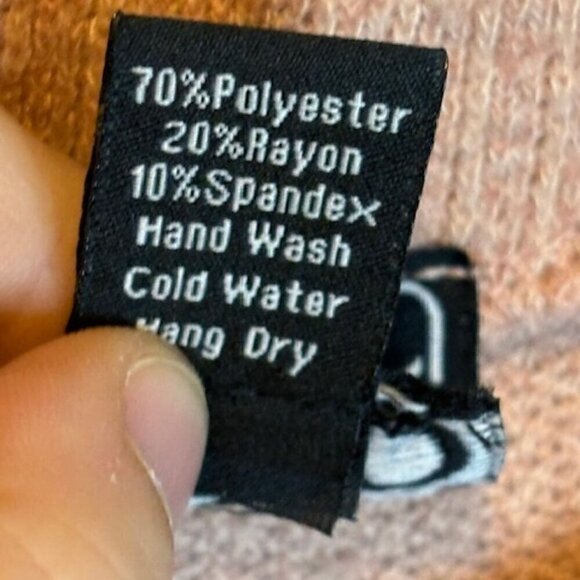 70%Polyester
20%Rayon
10%Spandex
Hand Wash
Cold Water
Hang Dry